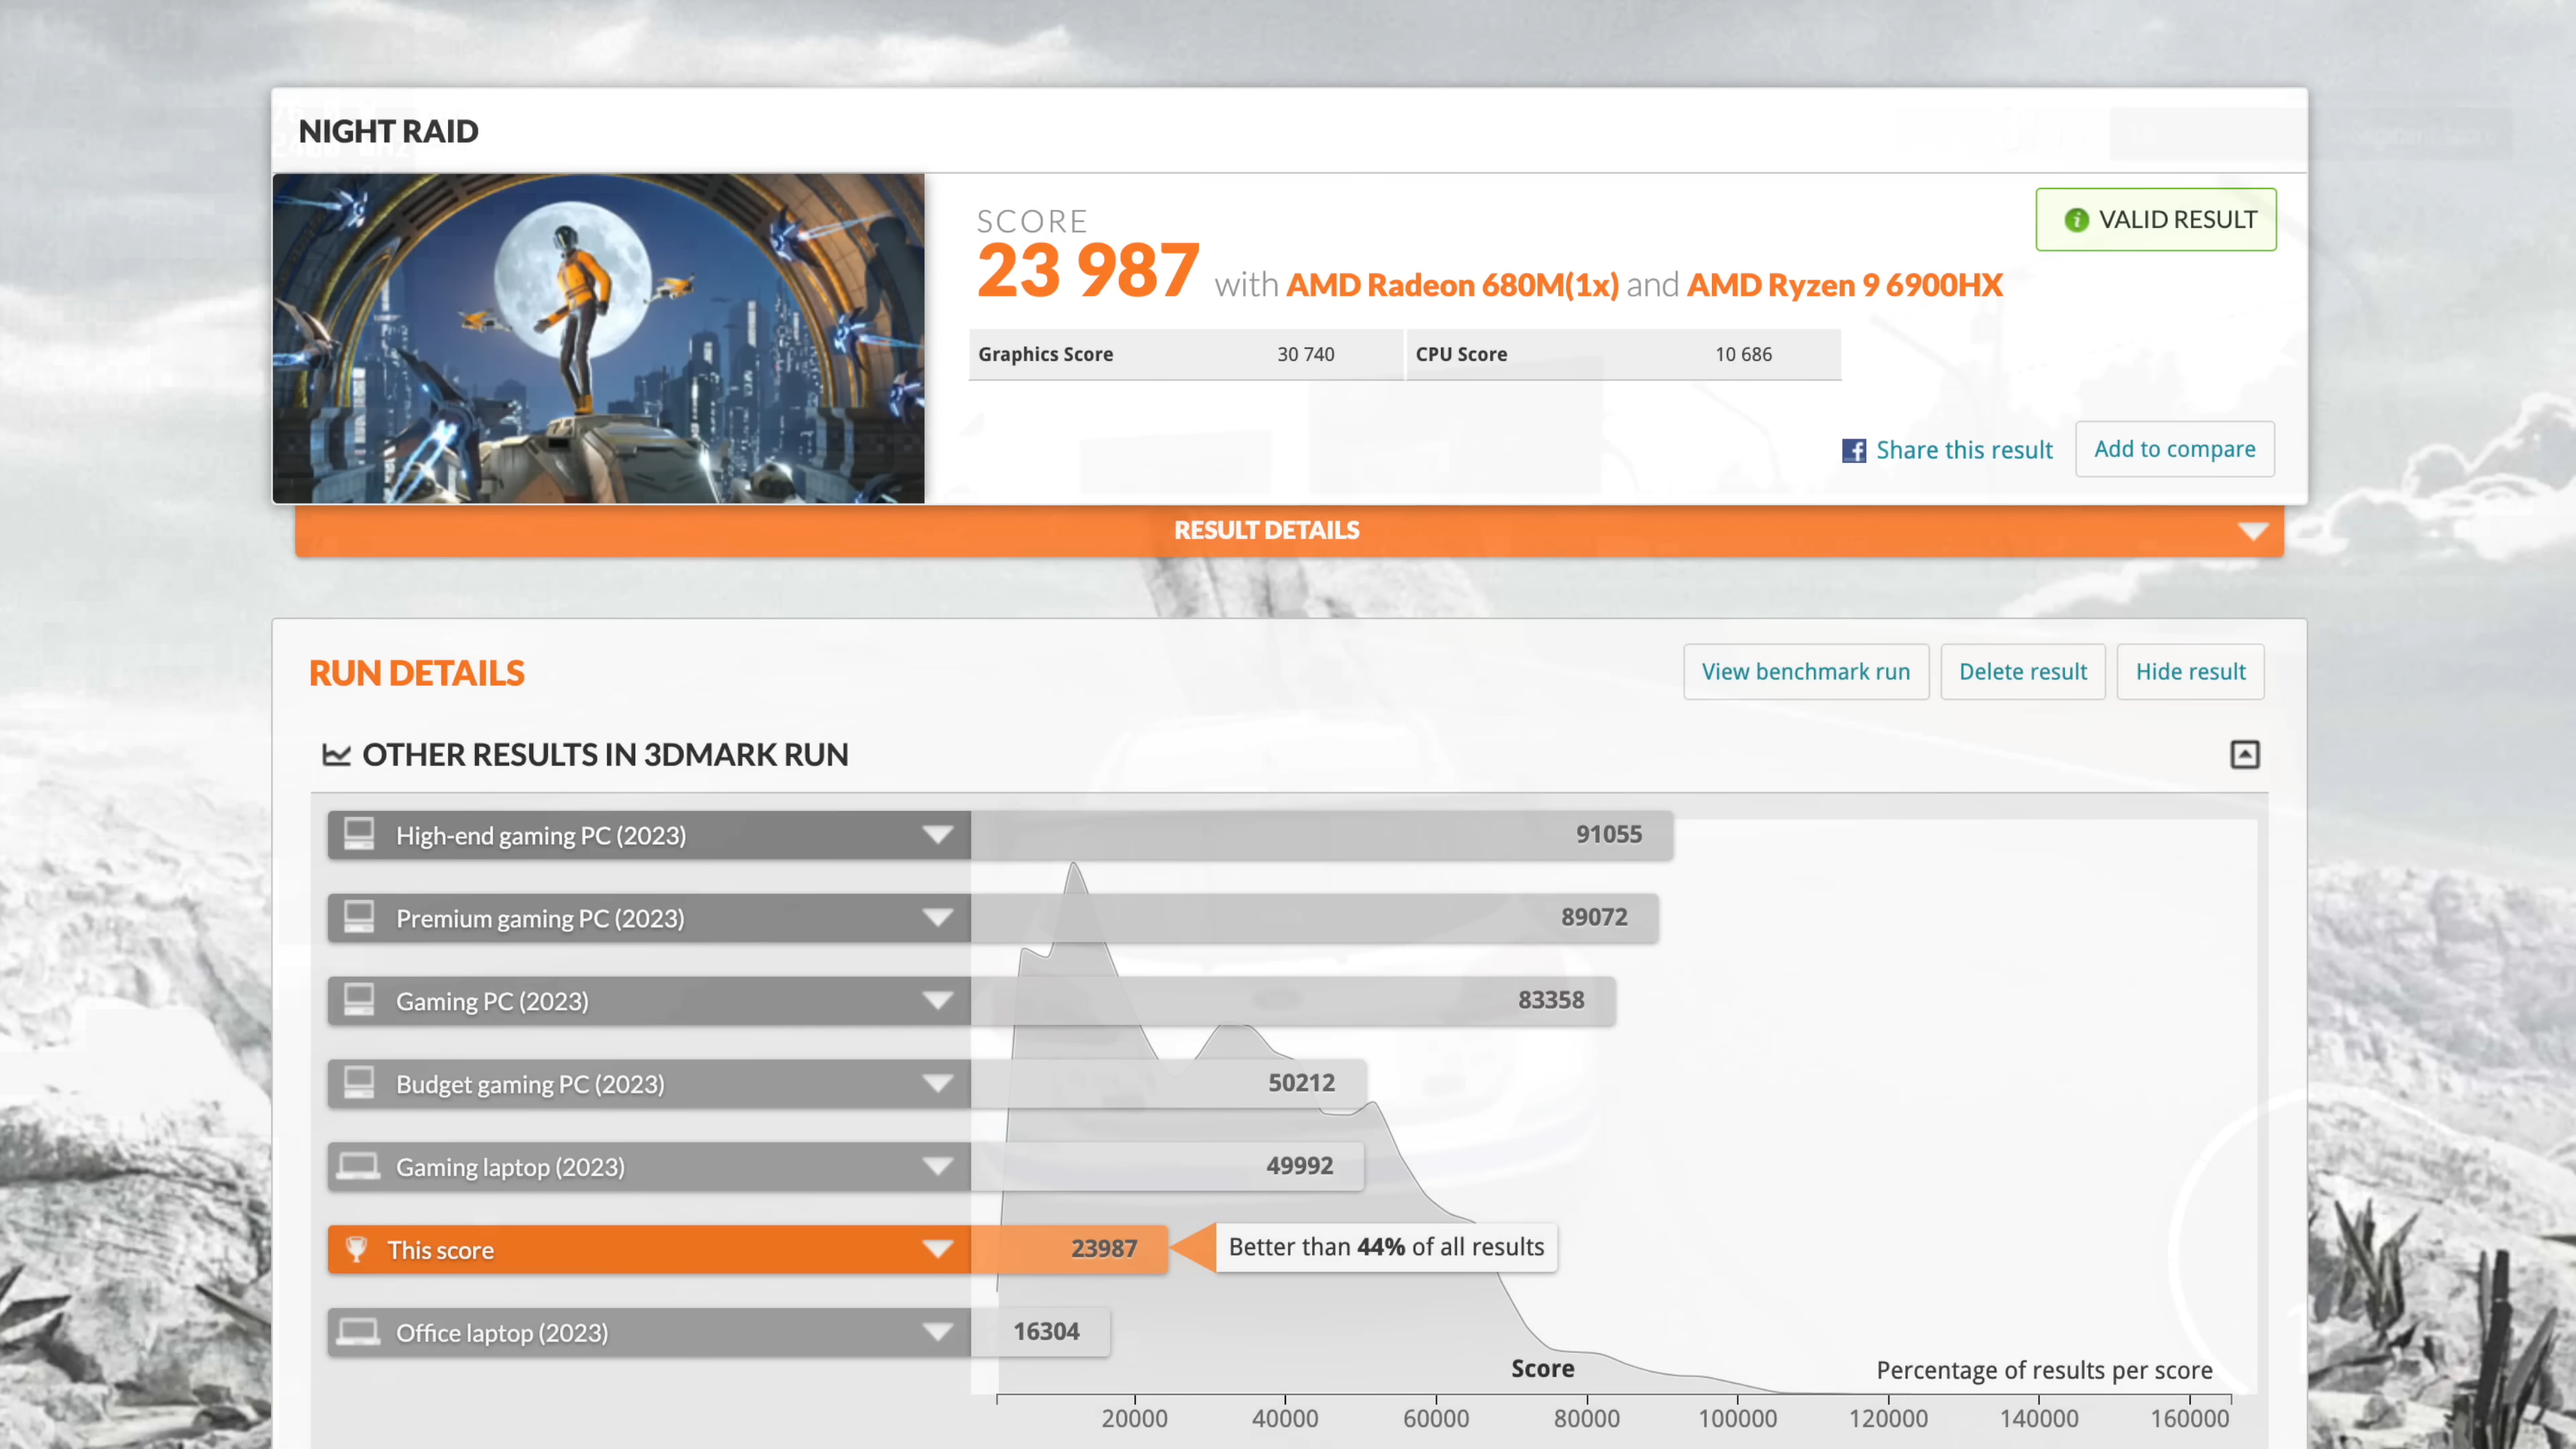 NIGHT RAID
SCORE
23 987 with AMD Radeon 680M(1x) and AMD Ryzen 9 6900HX
VALID RESULT
Graphics Score 30 740 CPU Score 10 686
Share this result Add to compare
RESULT DETAILS
RUN DETAILS
View benchmark run Delete result Hide result
OTHER RESULTS IN 3DMARK RUN
High-end gaming PC (2023) 91055
Premium gaming PC (2023) 89072
Gaming PC (2023) 83358
Budget gaming PC (2023) 50212
Gaming laptop (2023) 49992
This score 23987 Better than 44% of all results
Office laptop (2023) 16304
Score Percentage of results per score
20000 40000 60000 80000 100000 120000 140000 160000